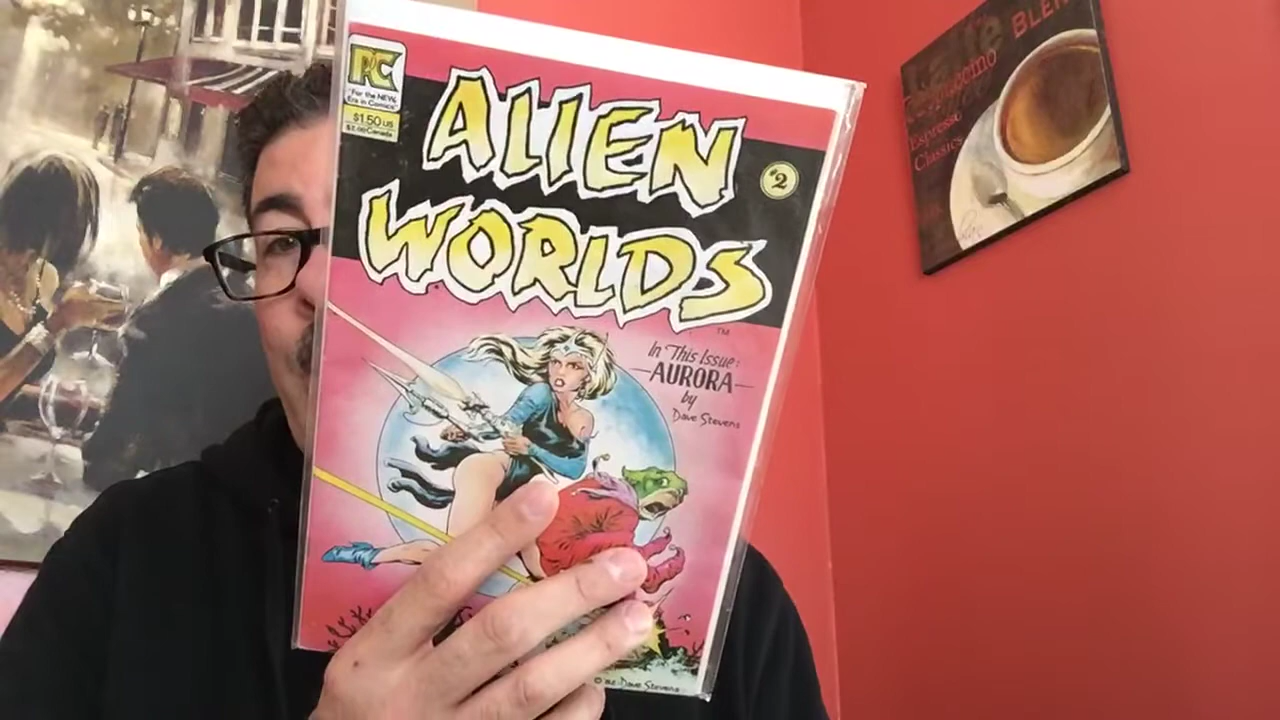 PC
"For the NEW
Era in Comics"
$1.50 US
$2.00 Canada
ALIEN
#2
WORLDS
TM
In This Issue:
—AURORA—
by
Dave Stevens
Dave Stevens
BLEN
Espresso
Classics